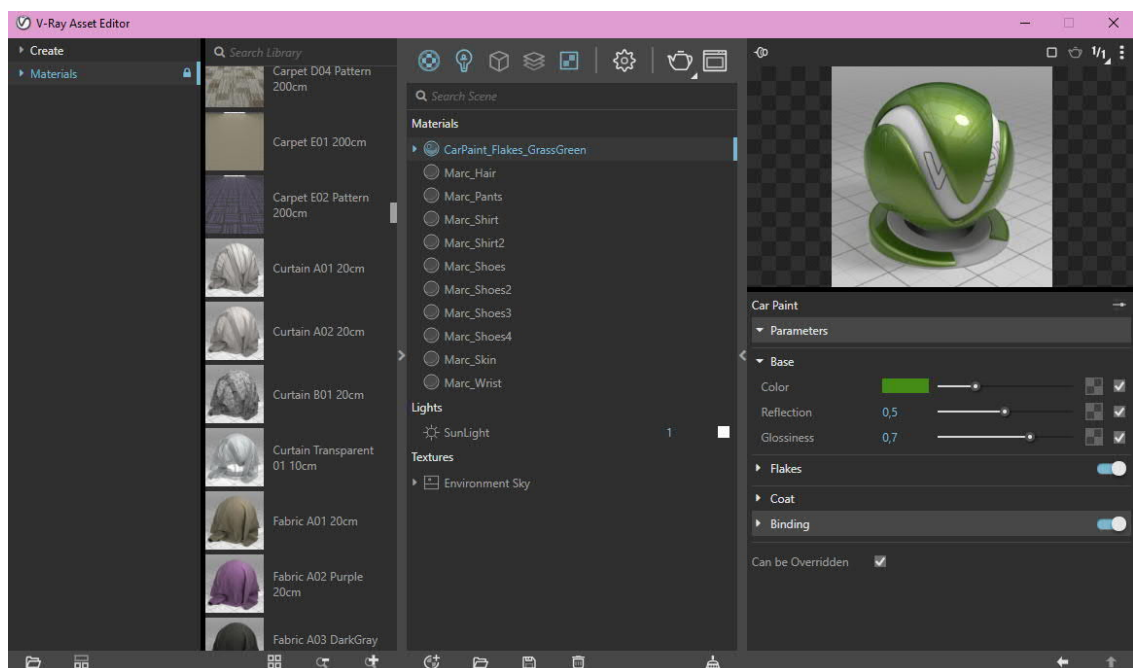 V-Ray Asset Editor
Create
Materials
Search Library
Carpet D04 Pattern
200cm
Carpet E01 200cm
Carpet E02 Pattern
200cm
Curtain A01 20cm
Curtain A02 20cm
Curtain B01 20cm
Curtain Transparent
01 10cm
Fabric A01 20cm
Fabric A02 Purple
20cm
Fabric A03 DarkGray
Search Scene
Materials
CarPaint_Flakes_GrassGreen
Marc_Hair
Marc_Pants
Marc_Shirt
Marc_Shirt2
Marc_Shoes
Marc_Shoes2
Marc_Shoes3
Marc_Shoes4
Marc_Skin
Marc_Wrist
Lights
SunLight 1
Textures
Environment Sky
1/1
Car Paint
Parameters
Base
Color
Reflection 0,5
Glossiness 0,7
Flakes
Coat
Binding
Can be Overridden